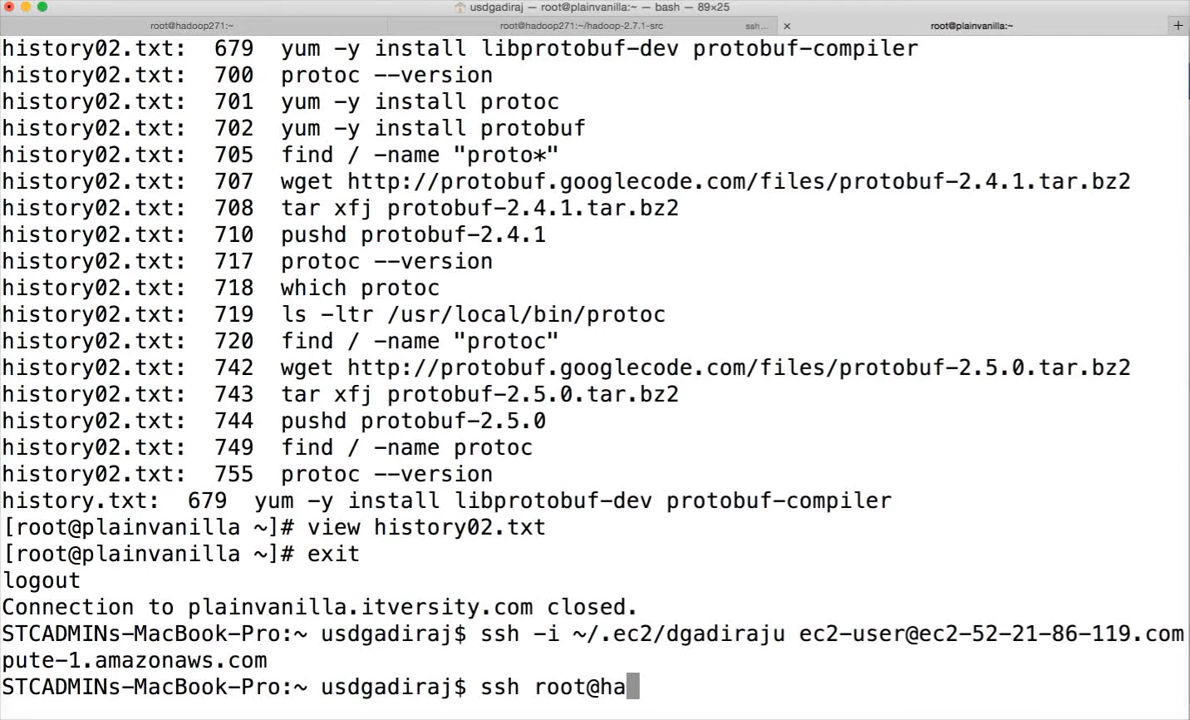 usdgadiraj — root@plainvanilla:~ — bash — 89×25
root@hadoop271:~ root@hadoop271:~/hadoop-2.7.1-src ssh... × root@plainvanilla:~ +
history02.txt:  679  yum -y install libprotobuf-dev protobuf-compiler
history02.txt:  700  protoc --version
history02.txt:  701  yum -y install protoc
history02.txt:  702  yum -y install protobuf
history02.txt:  705  find / -name "proto*"
history02.txt:  707  wget http://protobuf.googlecode.com/files/protobuf-2.4.1.tar.bz2
history02.txt:  708  tar xfj protobuf-2.4.1.tar.bz2
history02.txt:  710  pushd protobuf-2.4.1
history02.txt:  717  protoc --version
history02.txt:  718  which protoc
history02.txt:  719  ls -ltr /usr/local/bin/protoc
history02.txt:  720  find / -name "protoc"
history02.txt:  742  wget http://protobuf.googlecode.com/files/protobuf-2.5.0.tar.bz2
history02.txt:  743  tar xfj protobuf-2.5.0.tar.bz2
history02.txt:  744  pushd protobuf-2.5.0
history02.txt:  749  find / -name protoc
history02.txt:  755  protoc --version
history.txt:  679  yum -y install libprotobuf-dev protobuf-compiler
[root@plainvanilla ~]# view history02.txt
[root@plainvanilla ~]# exit
logout
Connection to plainvanilla.itversity.com closed.
STCADMINs-MacBook-Pro:~ usdgadiraj$ ssh -i ~/.ec2/dgadiraju ec2-user@ec2-52-21-86-119.com
pute-1.amazonaws.com
STCADMINs-MacBook-Pro:~ usdgadiraj$ ssh root@ha